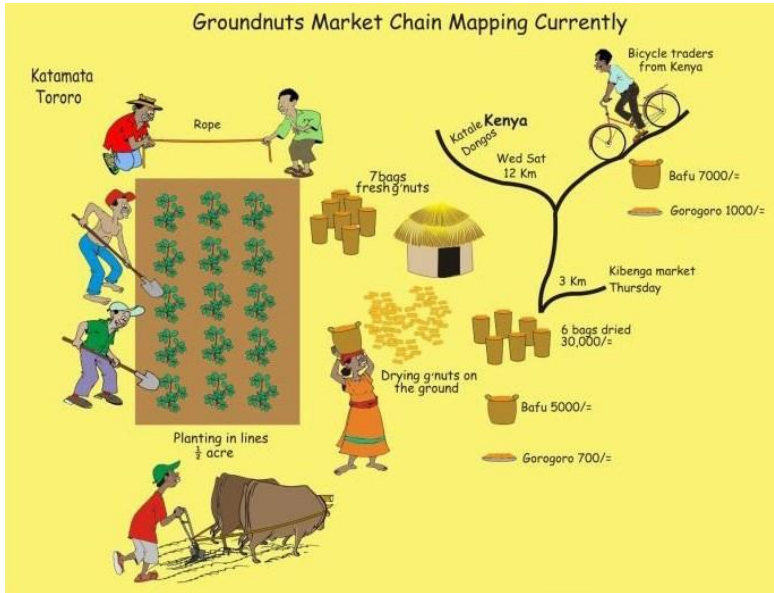 Groundnuts Market Chain Mapping Currently
Katamata
Tororo
Rope
Bicycle traders
from Kenya
Katale Kenya
Dongos
Wed Sat
12 Km
7bags
fresh g'nuts
Bafu 7000/=
Gorogoro 1000/=
3 Km
Kibenga market
Thursday
6 bags dried
30,000/=
Drying g'nuts on
the ground
Bafu 5000/=
Gorogoro 700/=
Planting in lines
½ acre